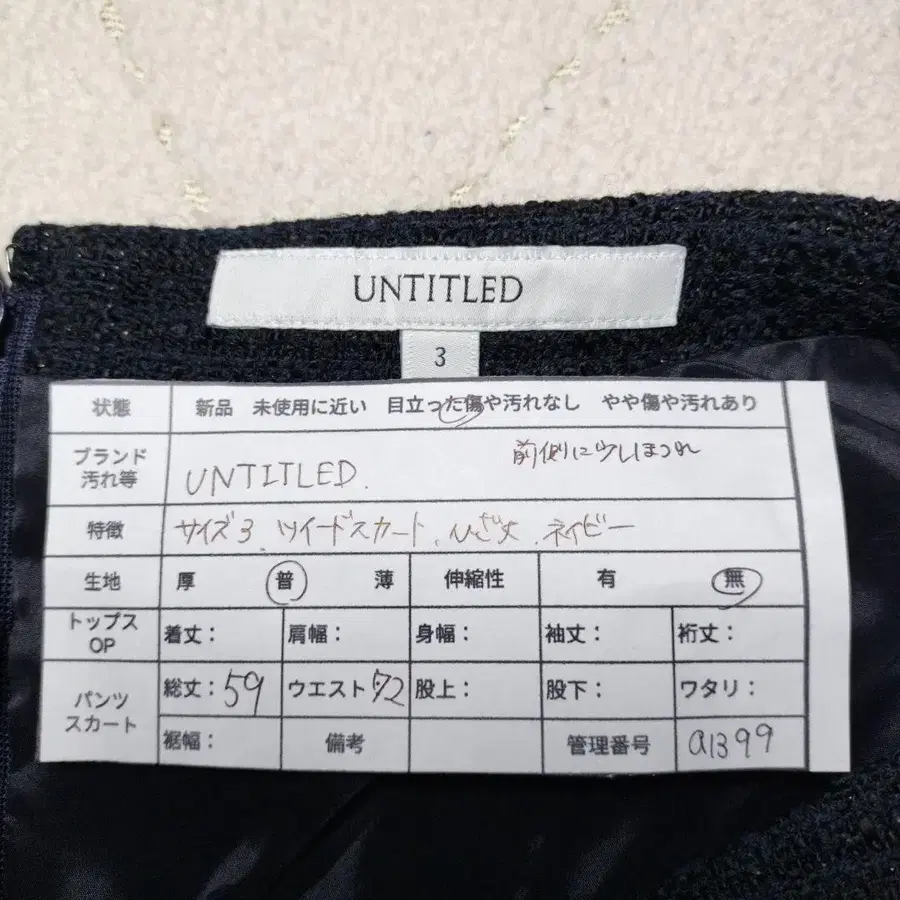 UNTITLED
3
状態 新品 未使用に近い 目立った傷や汚れなし やや傷や汚れあり
ブランド 汚れ等 UNTITLED. 前側に少しほつれ
特徴 サイズ3、ツイードスカート、ひざ丈、ネイビー
生地 厚 普 薄 伸縮性 有 無
トップス OP 着丈: 肩幅: 身幅: 袖丈: 裄丈:
パンツ スカート 総丈:59 ウエスト:72 股上: 股下: ワタリ:
裾幅: 備考 管理番号 a1399